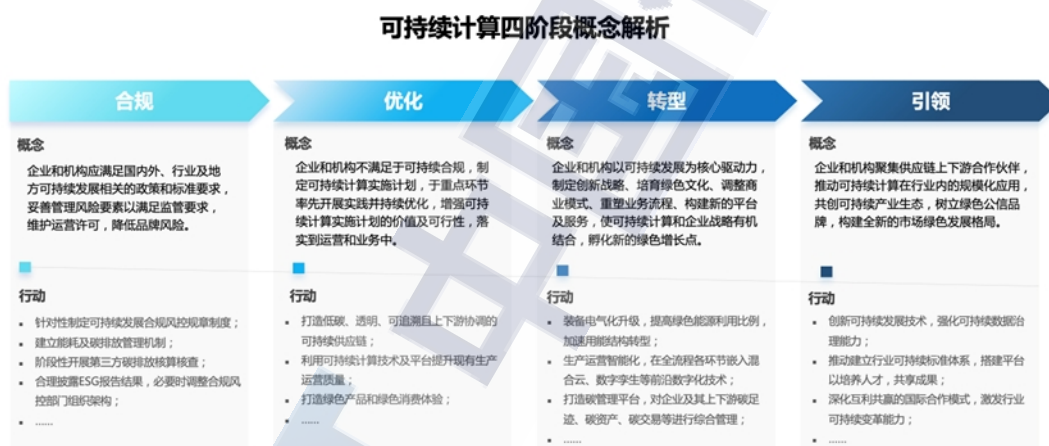 可持续计算四阶段概念解析
合规
概念
企业和机构应满足国内外、行业及地
方可持续发展相关的政策和标准要求，
妥善管理风险要素以满足监管要求，
维护运营许可，降低品牌风险。
行动
▪ 针对性制定可持续发展合规风控规章制度；
▪ 建立能耗及碳排放管理机制；
▪ 阶段性开展第三方碳排放核算核查；
▪ 合理披露ESG报告结果，必要时调整合规风
控部门组织架构；
▪ ……
优化
概念
企业和机构不满足于可持续合规，制
定可持续计算实施计划，于重点环节
率先开展实践并持续优化，增强可持
续计算实施计划的价值及可行性，落
实到运营和业务中。
行动
▪ 打造低碳、透明、可追溯且上下游协调的
可持续供应链；
▪ 利用可持续计算技术及平台提升现有生产
运营质量；
▪ 打造绿色产品和绿色消费体验；
▪ ……
转型
概念
企业和机构以可持续发展为核心驱动力，
制定创新战略、培育绿色文化、调整商
业模式、重塑业务流程、构建新的平台
及服务，使可持续计算和企业战略有机
结合，孵化新的绿色增长点。
行动
▪ 装备电气化升级，提高绿色能源利用比例，
加速用能结构转型；
▪ 生产运营智能化，在全流程各环节嵌入混
合云、数字孪生等前沿数字化技术；
▪ 打造碳管理平台，对企业及其上下游碳足
迹、碳资产、碳交易等进行综合管理；
▪ ……
引领
概念
企业和机构聚集供应链上下游合作伙伴，
推动可持续计算在行业内的规模化应用，
共创可持续产业生态，树立绿色公信品
牌，构建全新的市场绿色发展格局。
行动
▪ 创新可持续发展技术，强化可持续数据治
理能力；
▪ 推动建立行业可持续标准体系，搭建平台
以培养人才，共享成果；
▪ 深化互利共赢的国际合作模式，激发行业
可持续变革能力；
▪ ……